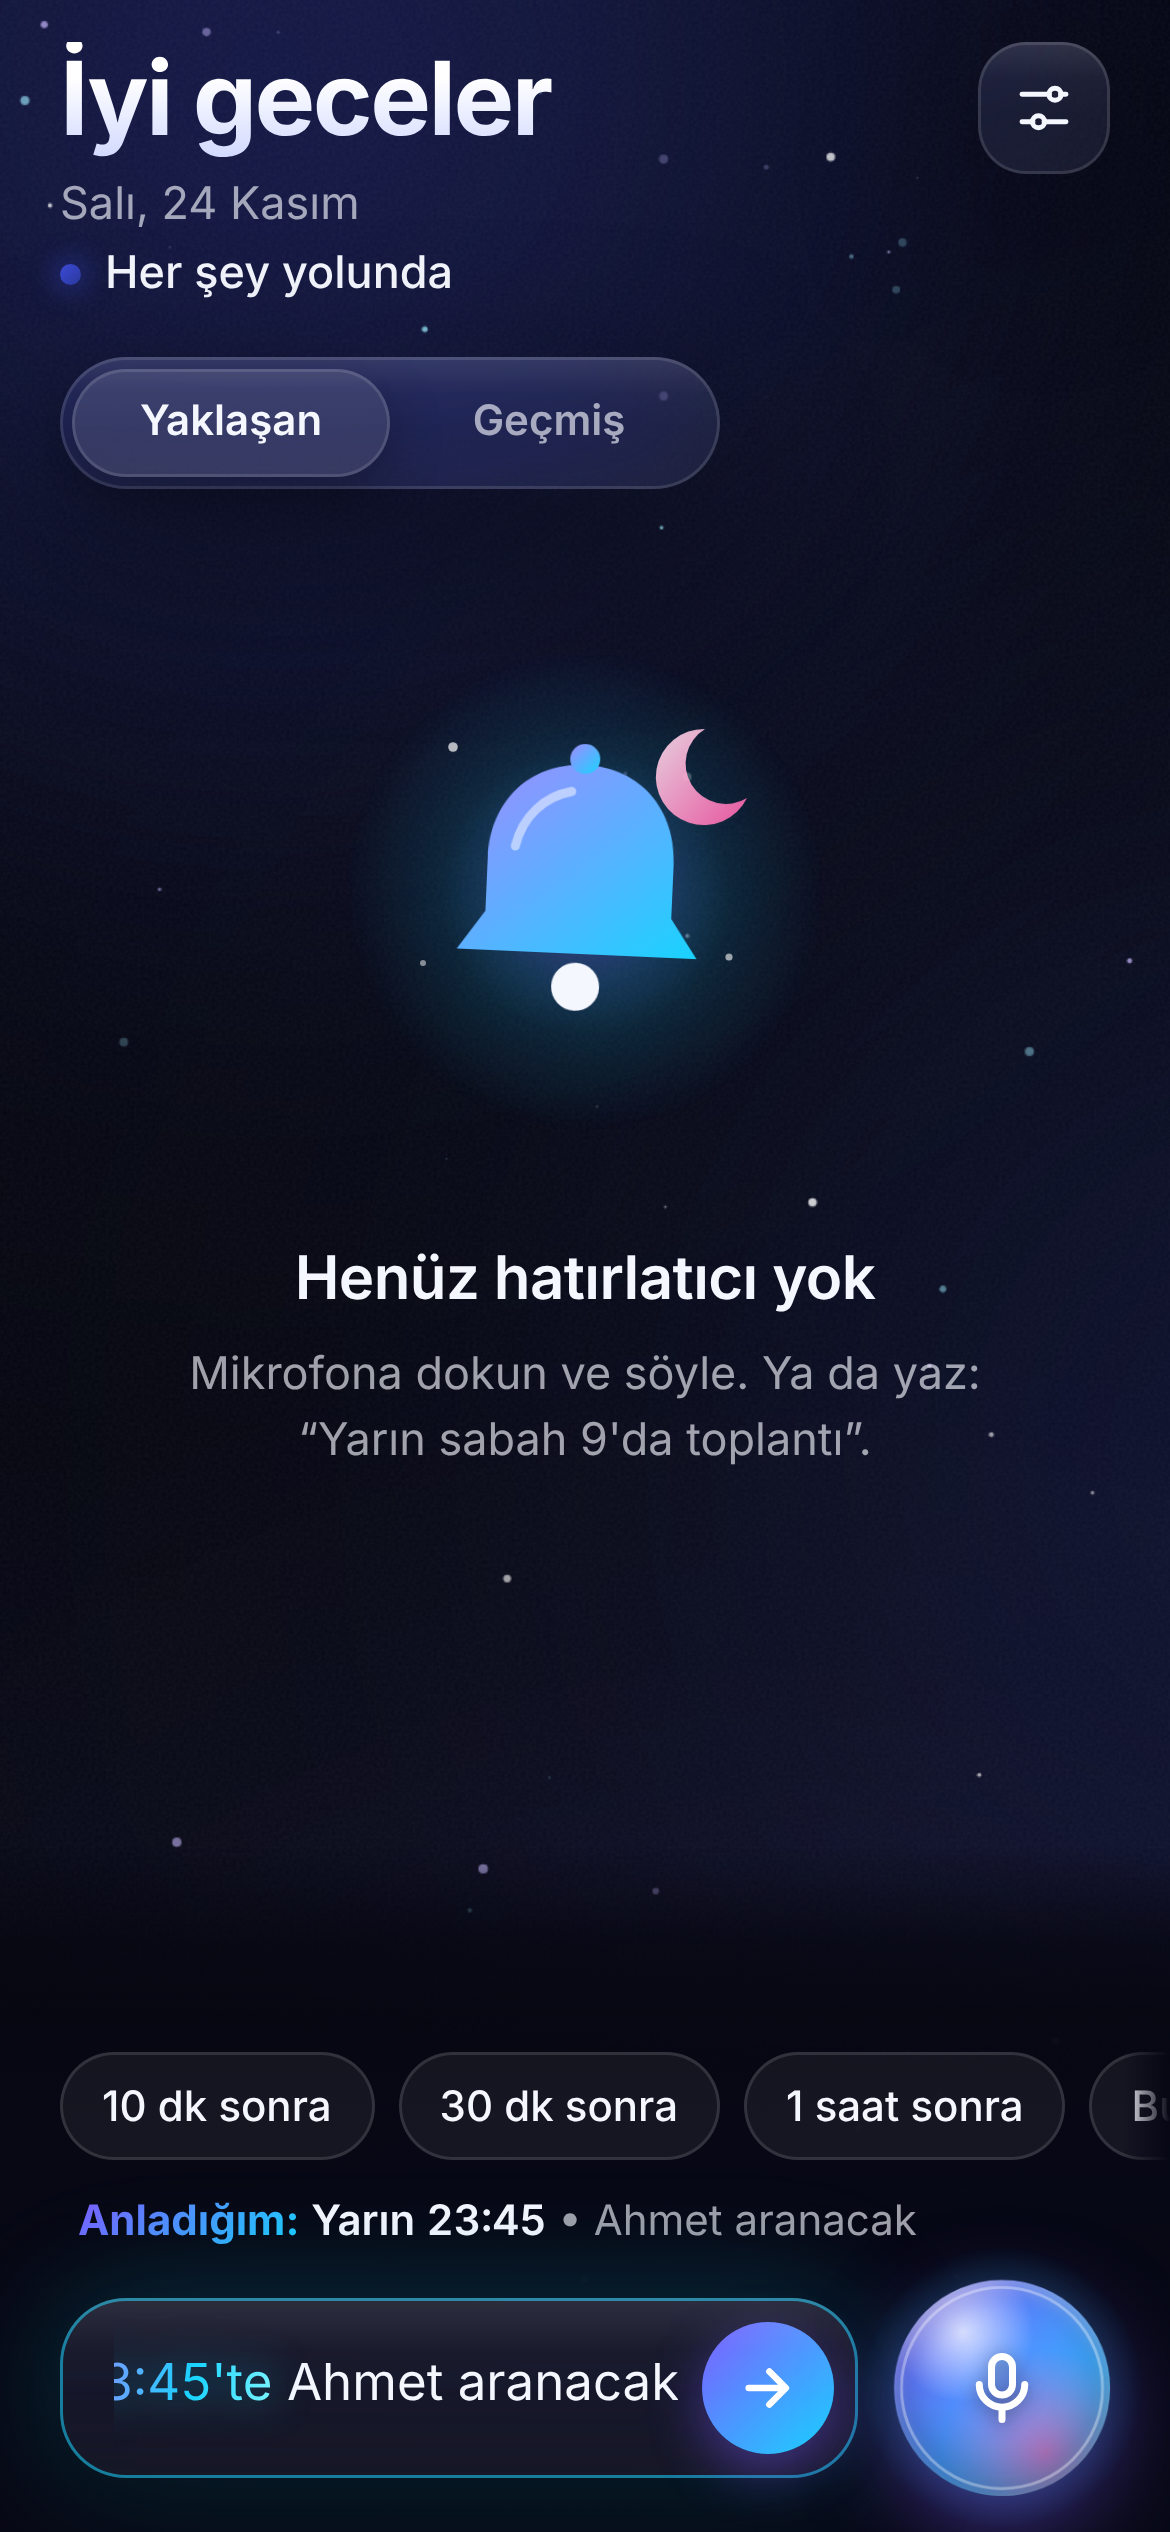 İyi geceler
Salı, 24 Kasım
Her şey yolunda
Yaklaşan
Geçmiş
Henüz hatırlatıcı yok
Mikrofona dokun ve söyle. Ya da yaz:
“Yarın sabah 9'da toplantı”.
10 dk sonra
30 dk sonra
1 saat sonra
Anladığım: Yarın 23:45 • Ahmet aranacak
3:45'te Ahmet aranacak